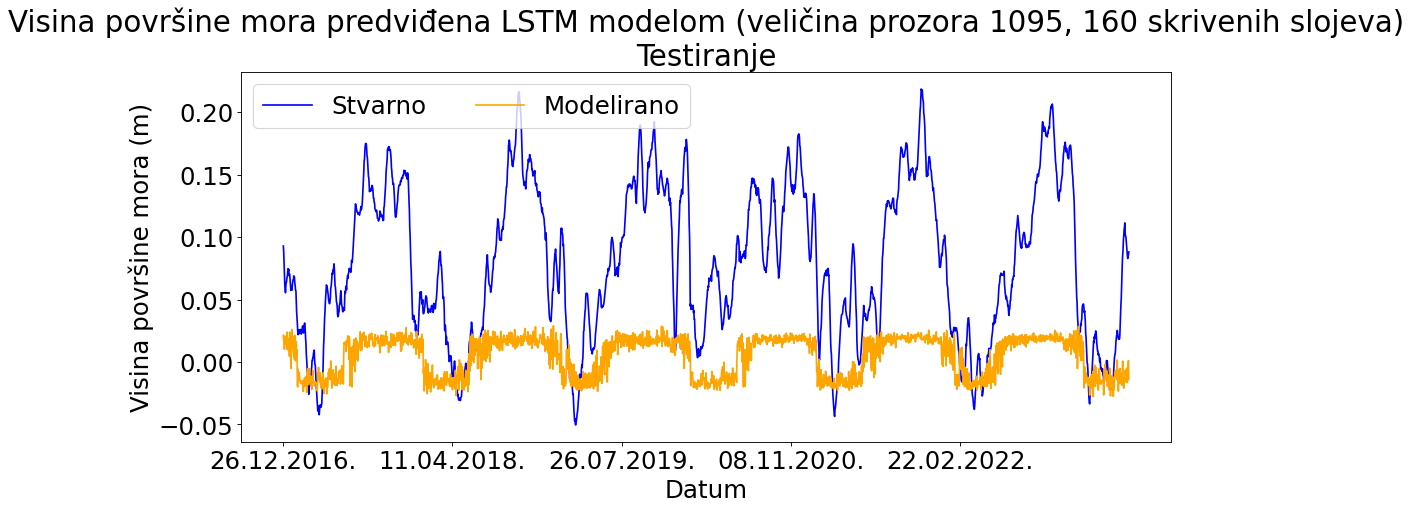 Visina površine mora predviđena LSTM modelom (veličina prozora 1095, 160 skrivenih slojeva)
Testiranje
Stvarno
Modelirano
Visina površine mora (m)
0.20
0.15
0.10
0.05
0.00
−0.05
26.12.2016.
11.04.2018.
26.07.2019.
08.11.2020.
22.02.2022.
Datum